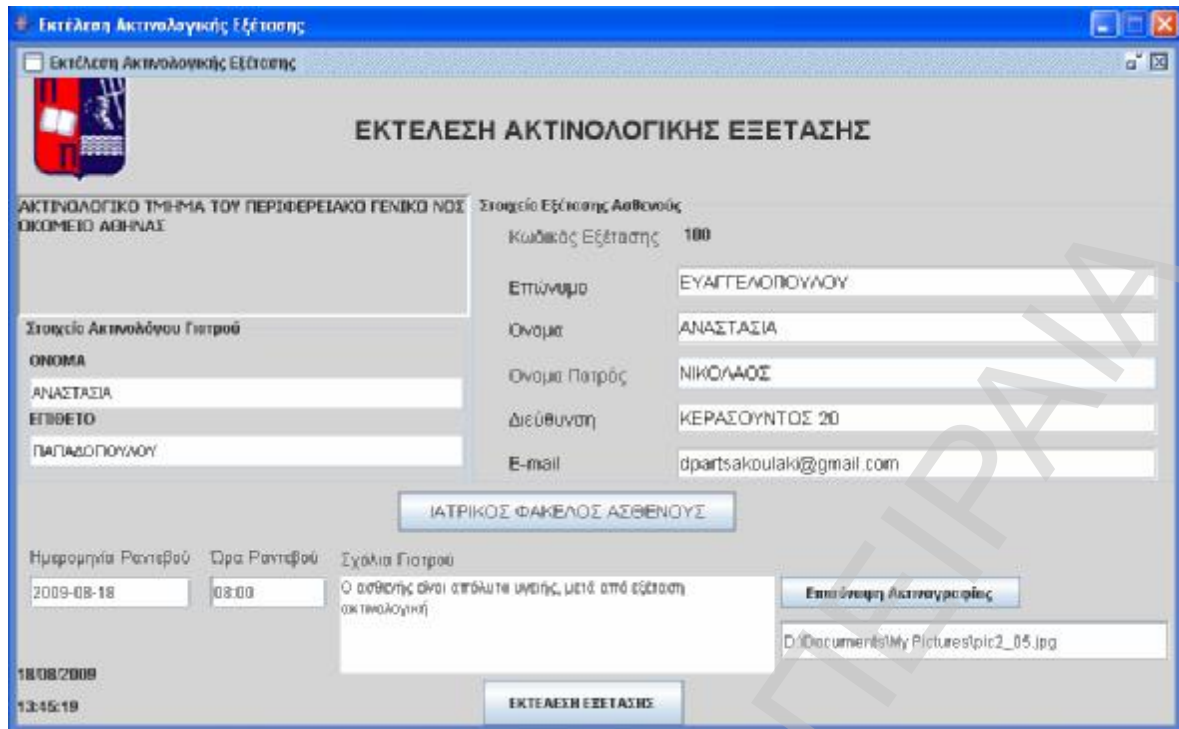 Εκτέλεση Ακτινολογικής Εξέτασης
Εκτέλεση Ακτινολογικής Εξέτασης
Π
ΕΚΤΕΛΕΣΗ ΑΚΤΙΝΟΛΟΓΙΚΗΣ ΕΞΕΤΑΣΗΣ
ΑΚΤΙΝΟΛΟΓΙΚΟ ΤΜΗΜΑ ΤΟΥ ΠΕΡΙΦΕΡΕΙΑΚΟ ΓΕΝΙΚΟ ΝΟΣ
ΟΚΟΜΕΙΟ ΑΘΗΝΑΣ
Στοιχεία Εξέτασης Ασθενούς
Κωδικός Εξέτασης 100
Επώνυμο ΕΥΑΓΓΕΛΟΠΟΥΛΟΥ
Όνομα ΑΝΑΣΤΑΣΙΑ
Όνομα Πατρός ΝΙΚΟΛΑΟΣ
Διεύθυνση ΚΕΡΑΣΟΥΝΤΟΣ 20
E-mail dpartsakoulaki@gmail.com
Στοιχεία Ακτινολόγου Γιατρού
ΟΝΟΜΑ
ΑΝΑΣΤΑΣΙΑ
ΕΠΙΘΕΤΟ
ΠΑΠΑΔΟΠΟΥΛΟΥ
ΙΑΤΡΙΚΟΣ ΦΑΚΕΛΟΣ ΑΣΘΕΝΟΥΣ
Ημερομηνία Ραντεβού Ώρα Ραντεβού Σχόλια Γιατρού
2009-08-18 08:00
Ο ασθενής είναι απόλυτα υγιής, μετά από εξέταση
ακτινολογική
Επισύναψη Ακτινογραφίας
D:\Documents\My Pictures\pic2_05.jpg
18/08/2009
13:45:19
ΕΚΤΕΛΕΣΗ ΕΞΕΤΑΣΗΣ
ΠΕΙΡΑΙΑ